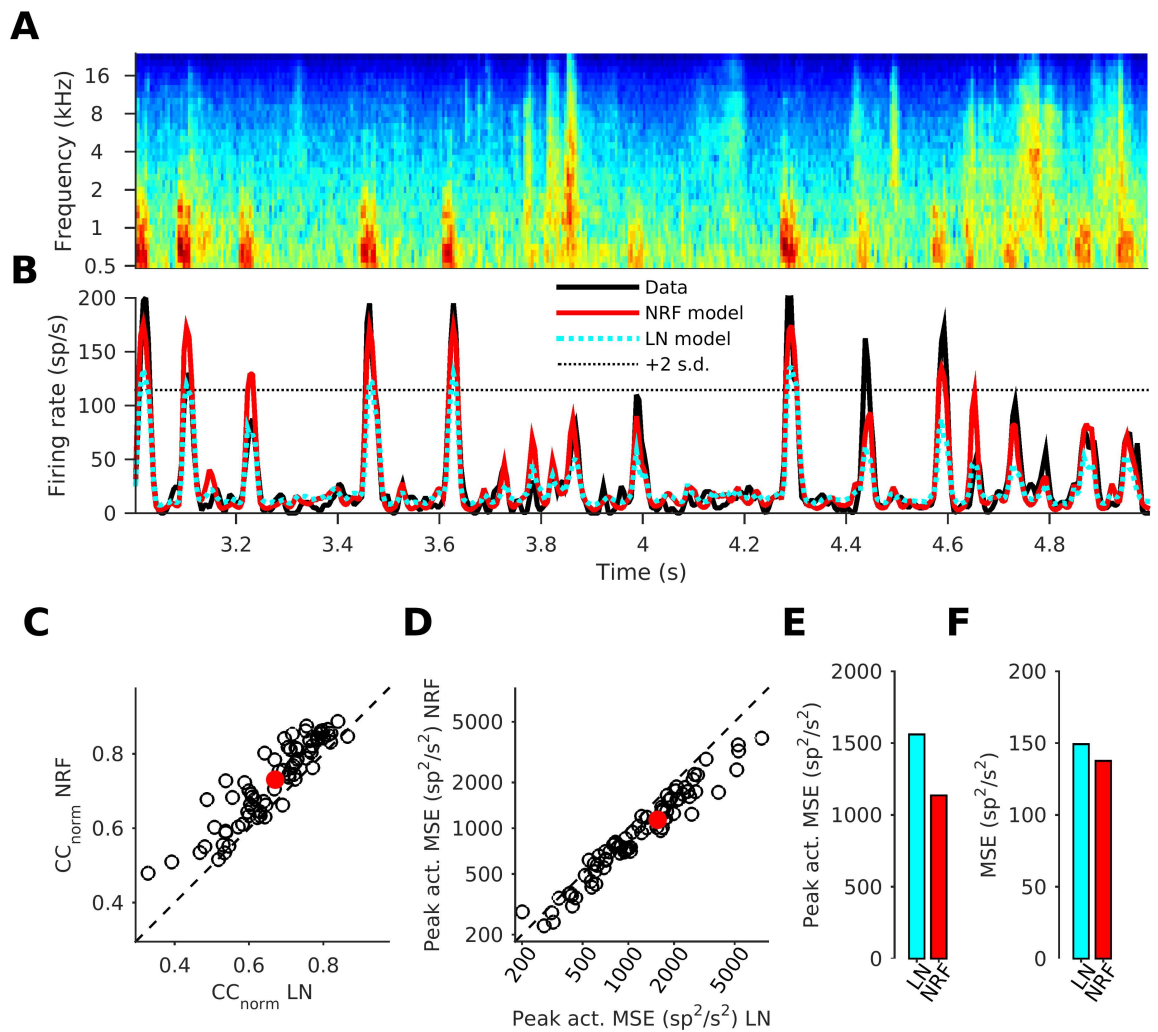 A
Frequency (kHz)
16
8
4
2
1
0.5
B
Firing rate (sp/s)
200
150
100
50
0
Data
NRF model
LN model
+2 s.d.
3.2 3.4 3.6 3.8 4 4.2 4.4 4.6 4.8
Time (s)
C
CCnorm NRF
0.8
0.6
0.4
0.4 0.6 0.8
CCnorm LN
D
Peak act. MSE (sp²/s²) NRF
5000
2000
1000
500
200
200 500 1000 2000 5000
Peak act. MSE (sp²/s²) LN
E
Peak act. MSE (sp²/s²)
2000
1500
1000
500
0
LN NRF
F
MSE (sp²/s²)
200
150
100
50
0
LN NRF